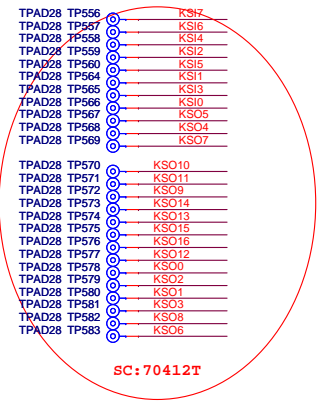 TPAD28 TP556 KSI7
TPAD28 TP557 KSI6
TPAD28 TP558 KSI4
TPAD28 TP559 KSI2
TPAD28 TP560 KSI5
TPAD28 TP564 KSI1
TPAD28 TP565 KSI3
TPAD28 TP566 KSI0
TPAD28 TP567 KSO5
TPAD28 TP568 KSO4
TPAD28 TP569 KSO7
TPAD28 TP570 KSO10
TPAD28 TP571 KSO11
TPAD28 TP572 KSO9
TPAD28 TP573 KSO14
TPAD28 TP574 KSO13
TPAD28 TP575 KSO15
TPAD28 TP576 KSO16
TPAD28 TP577 KSO12
TPAD28 TP578 KSO0
TPAD28 TP579 KSO2
TPAD28 TP580 KSO1
TPAD28 TP581 KSO3
TPAD28 TP582 KSO8
TPAD28 TP583 KSO6
SC:70412T